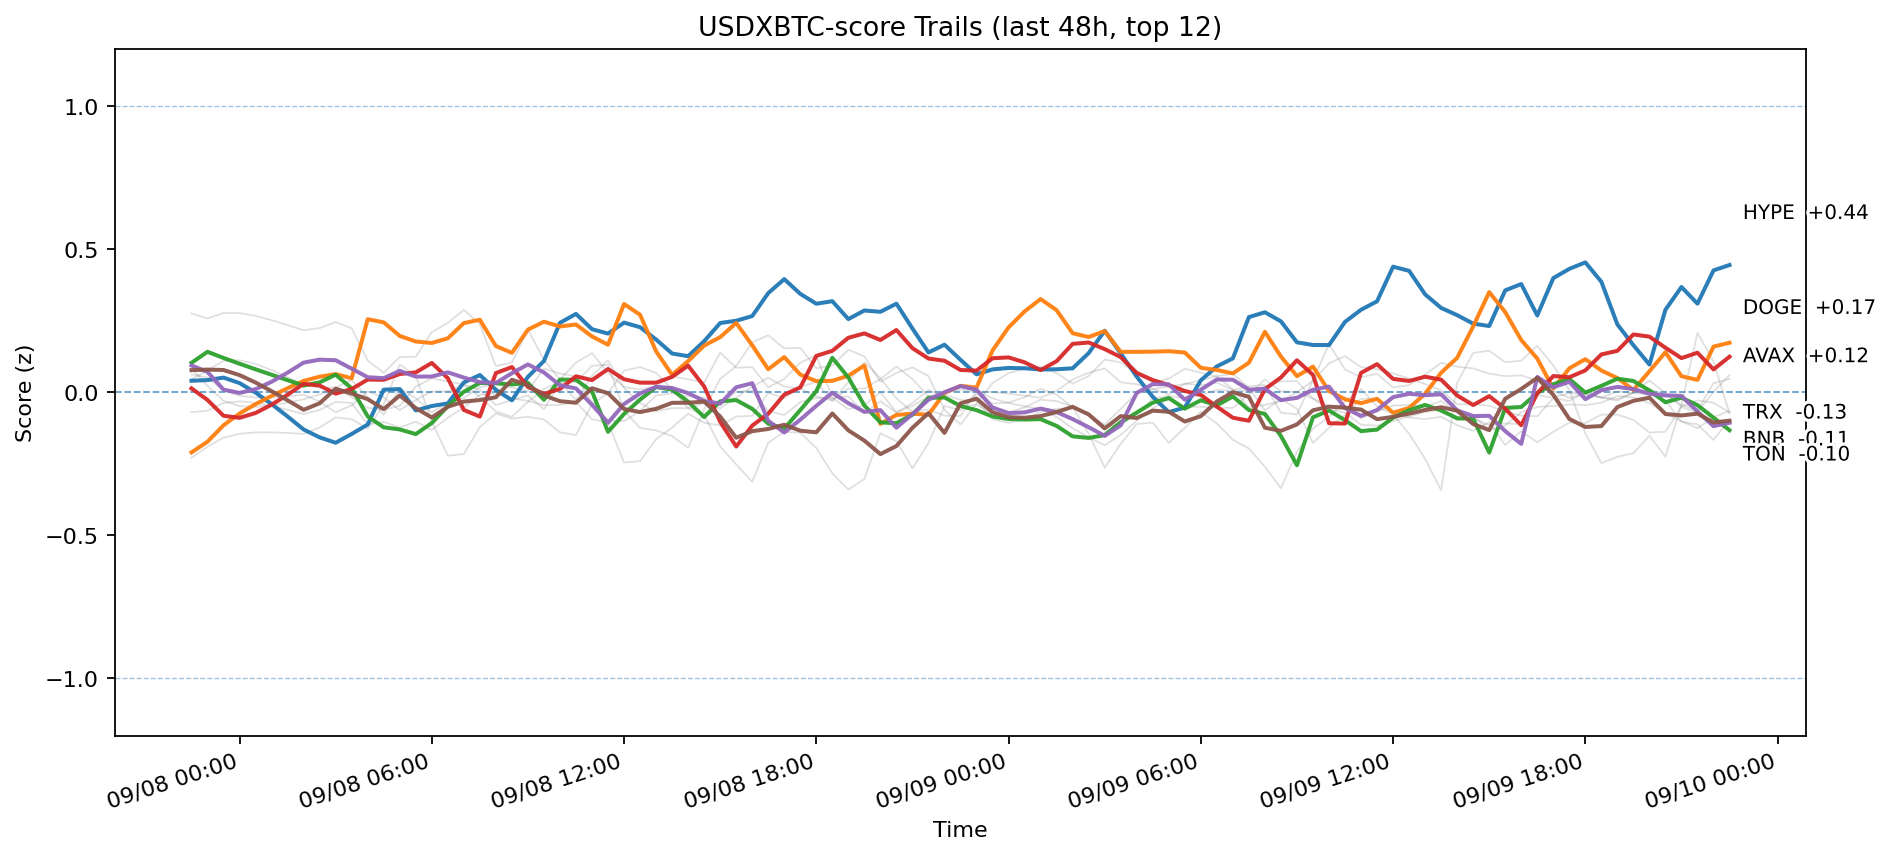 USDXBTC-score Trails (last 48h, top 12)
Score (z)
1.0
0.5
0.0
−0.5
−1.0
HYPE +0.44
DOGE +0.17
AVAX +0.12
TRX -0.13
BNB -0.11
TON -0.10
09/08 00:00
09/08 06:00
09/08 12:00
09/08 18:00
09/09 00:00
09/09 06:00
09/09 12:00
09/09 18:00
09/10 00:00
Time